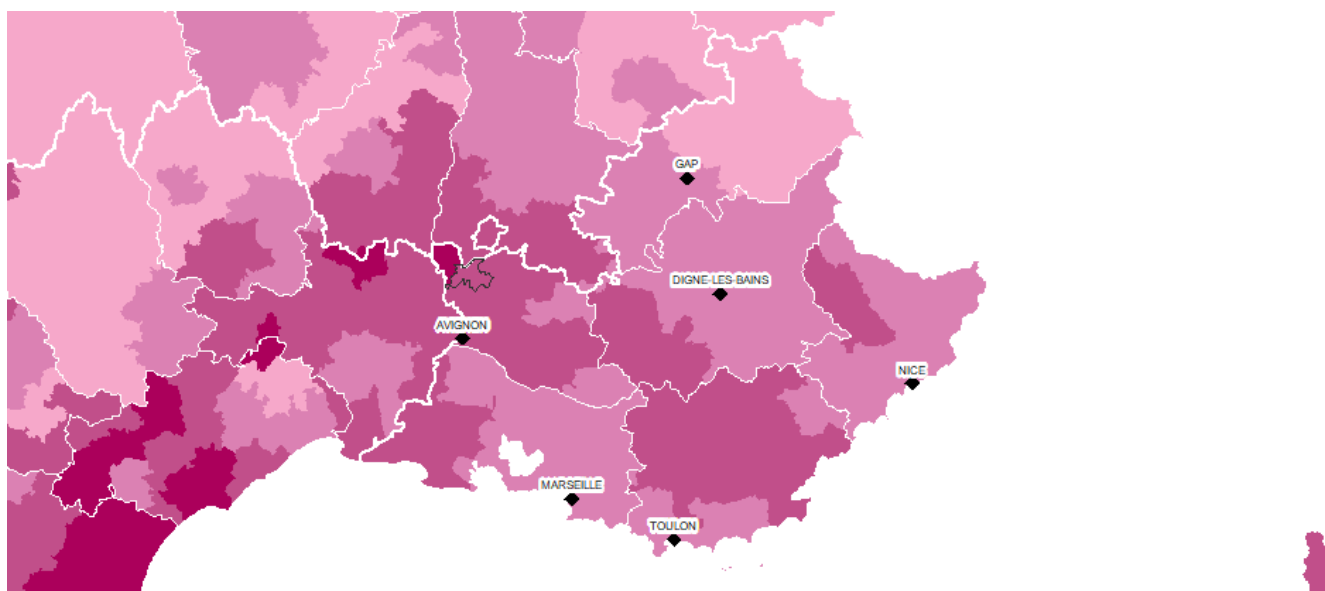 GAP
DIGNE-LES-BAINS
AVIGNON
NICE
MARSEILLE
TOULON